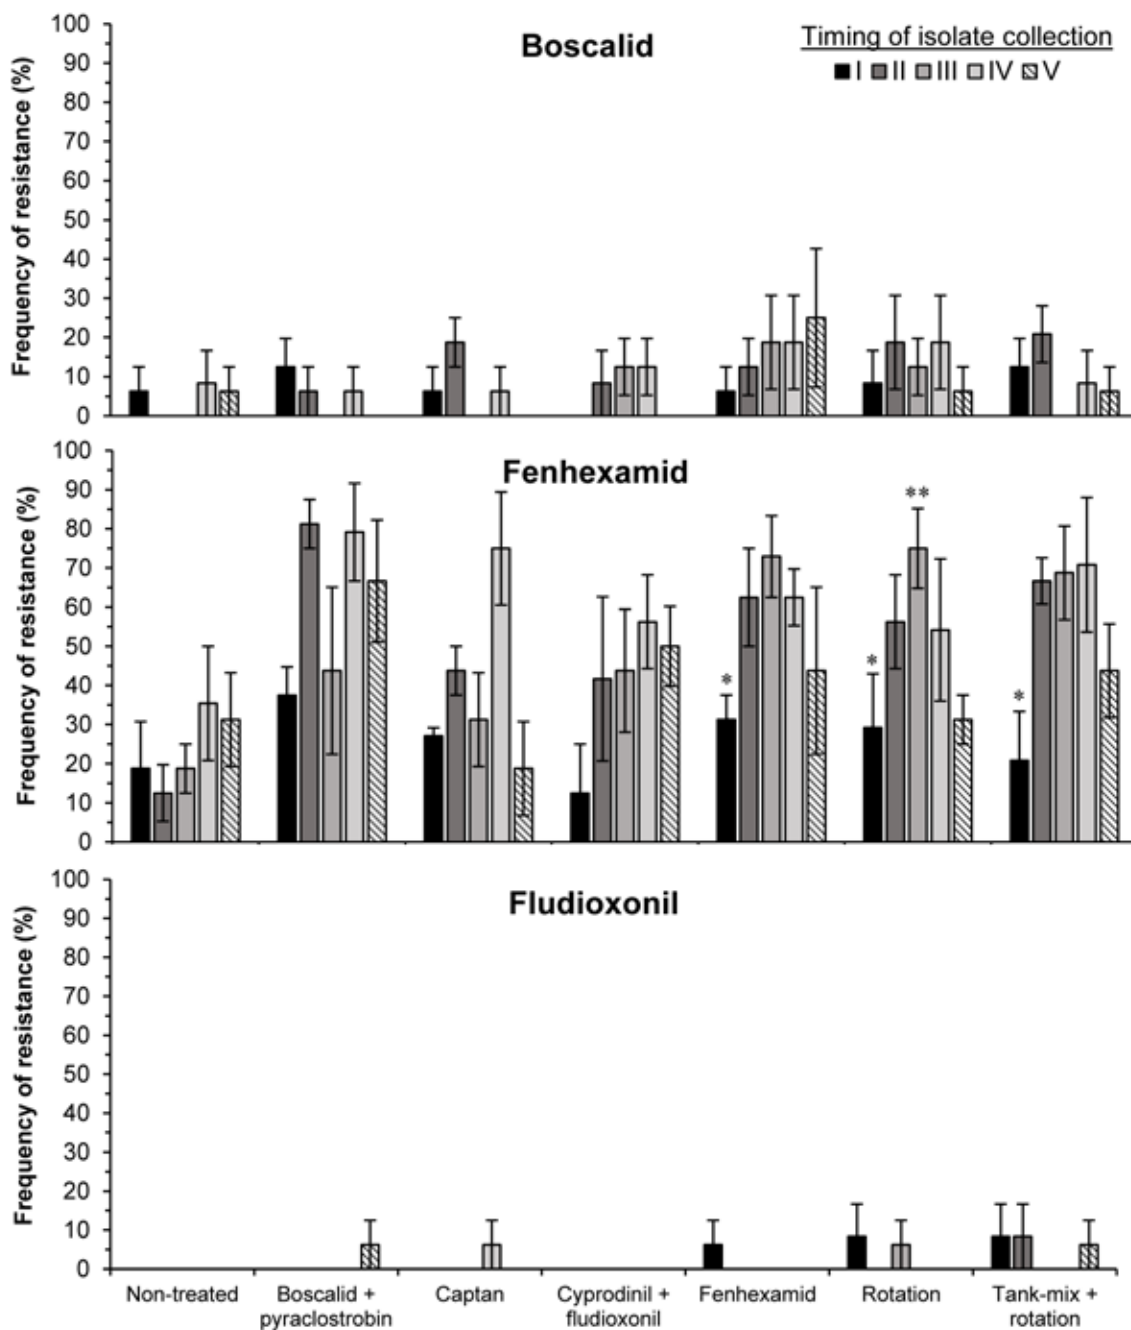 Boscalid
Timing of isolate collection
I II III IV V
Frequency of resistance (%)
100
90
80
70
60
50
40
30
20
10
0
Fenhexamid
Frequency of resistance (%)
100
90
80
70
60
50
40
30
20
10
0
*
*
**
*
Fludioxonil
Frequency of resistance (%)
100
90
80
70
60
50
40
30
20
10
0
Non-treated
Boscalid +
pyraclostrobin
Captan
Cyprodinil +
fludioxonil
Fenhexamid
Rotation
Tank-mix +
rotation